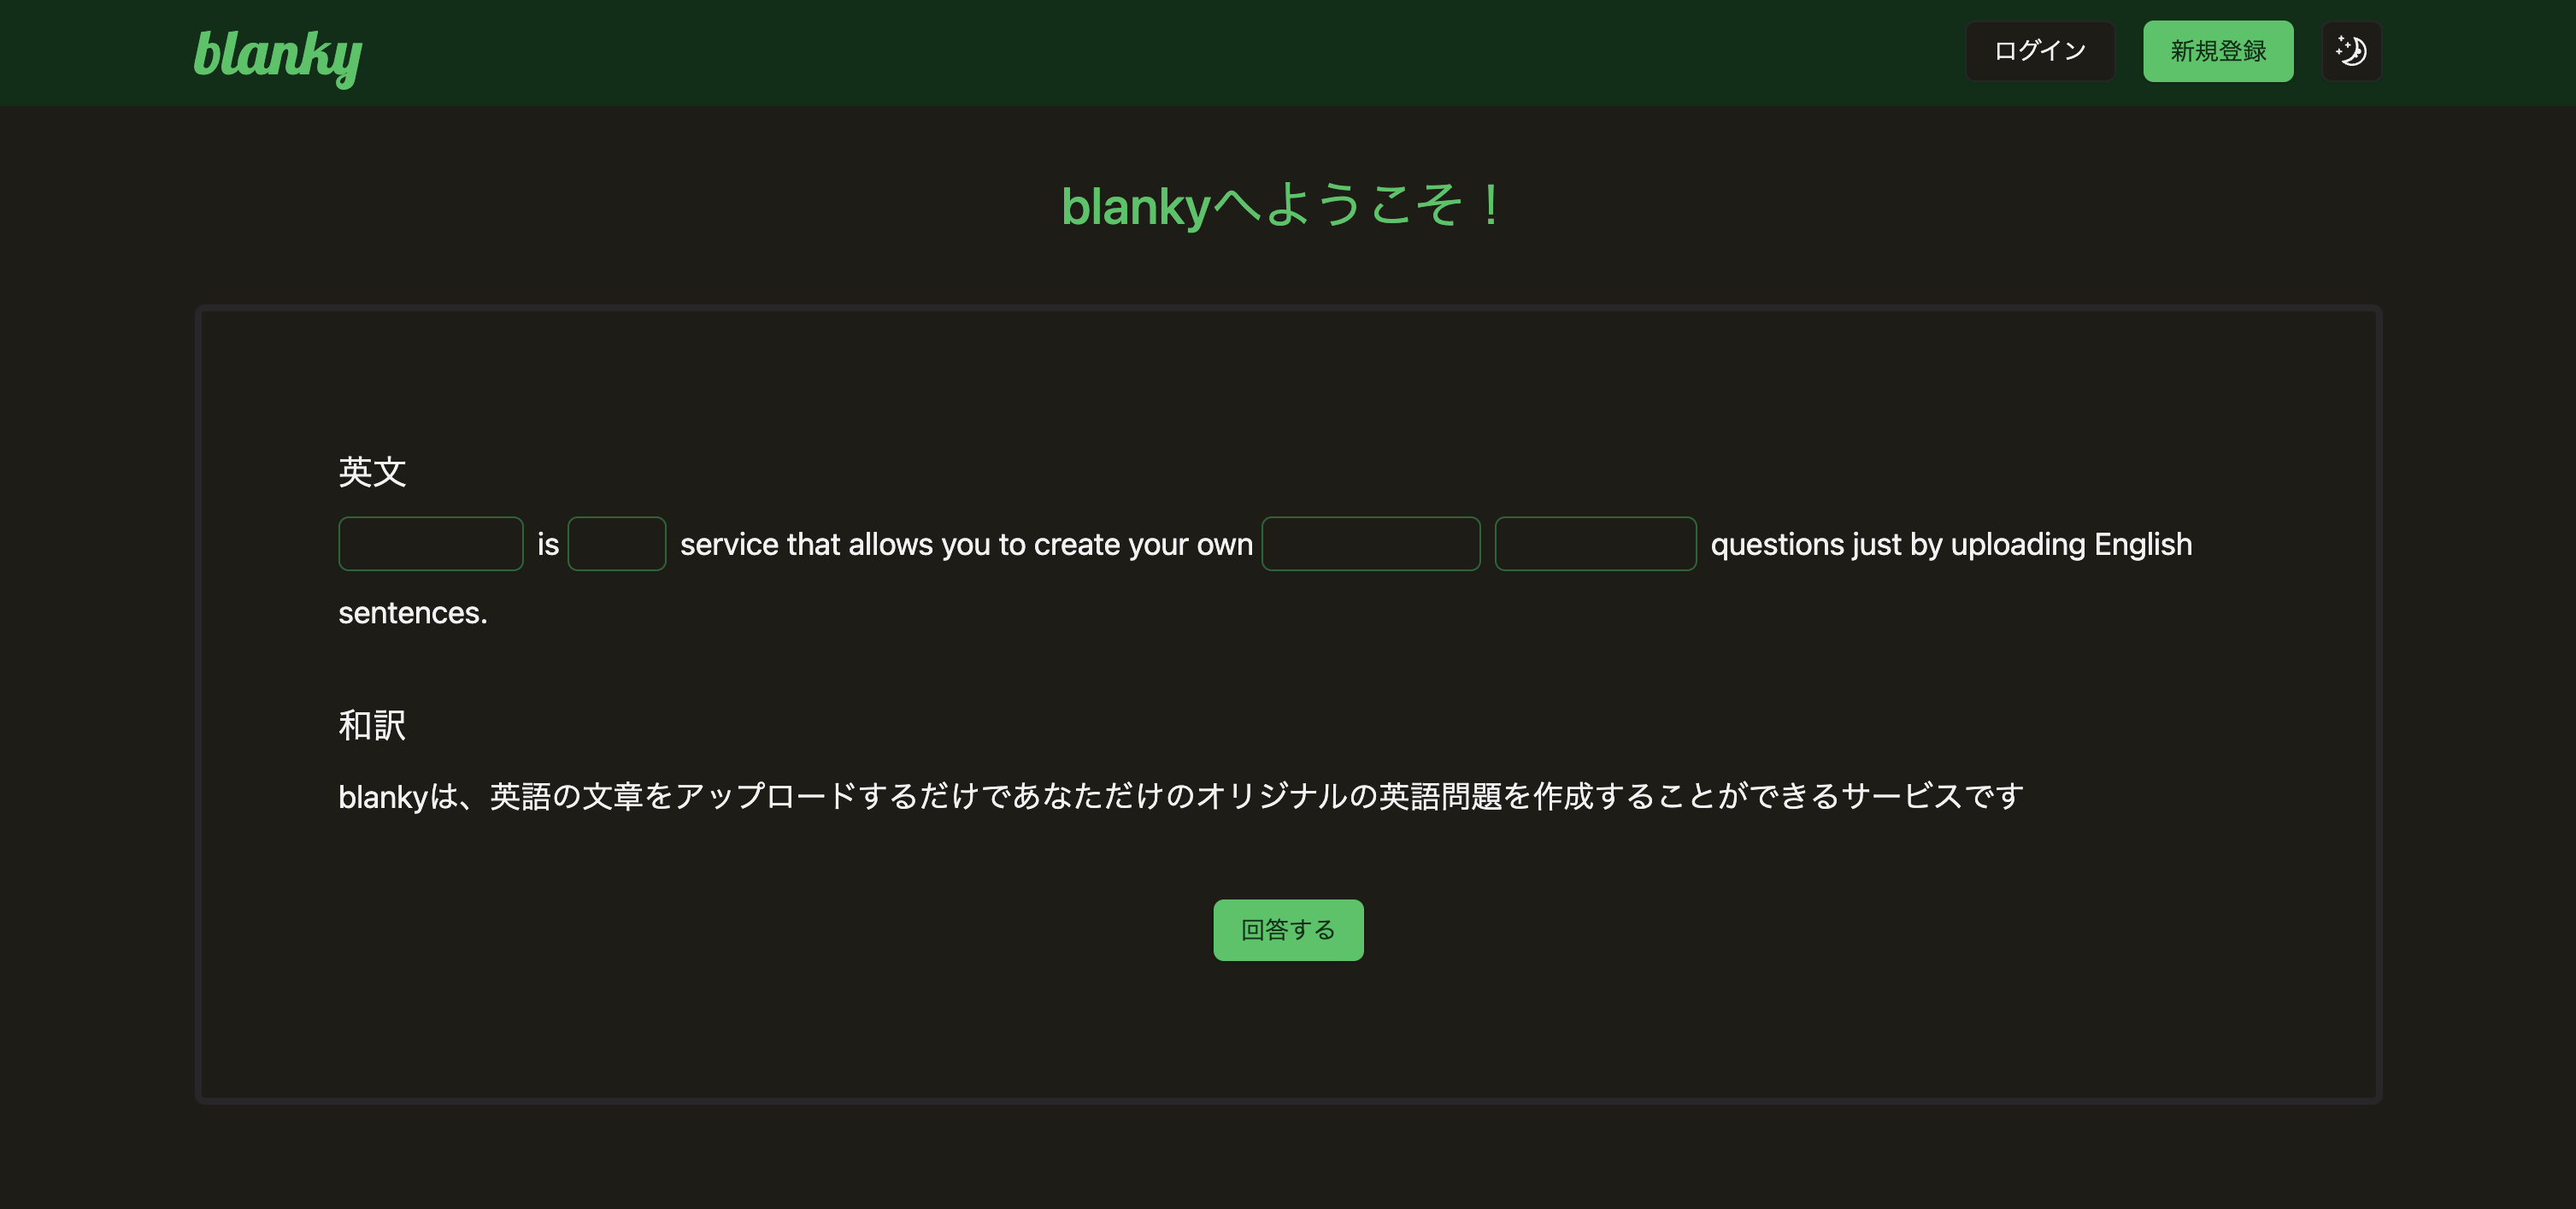 blanky ログイン 新規登録
blankyへようこそ！
英文
is service that allows you to create your own questions just by uploading English
sentences.
和訳
blankyは、英語の文章をアップロードするだけであなただけのオリジナルの英語問題を作成することができるサービスです
回答する